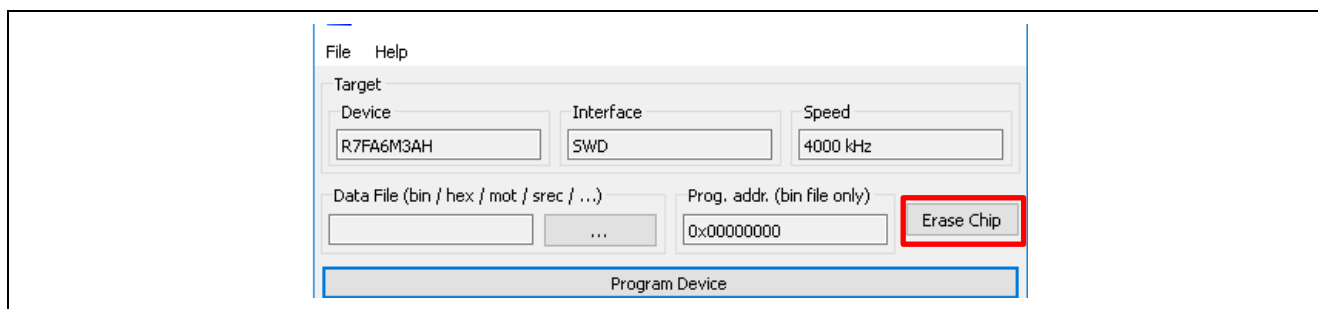 File Help
Target
Device Interface Speed
R7FA6M3AH SWD 4000 kHz
Data File (bin / hex / mot / srec / ...) Prog. addr. (bin file only)
... 0x00000000 Erase Chip
Program Device